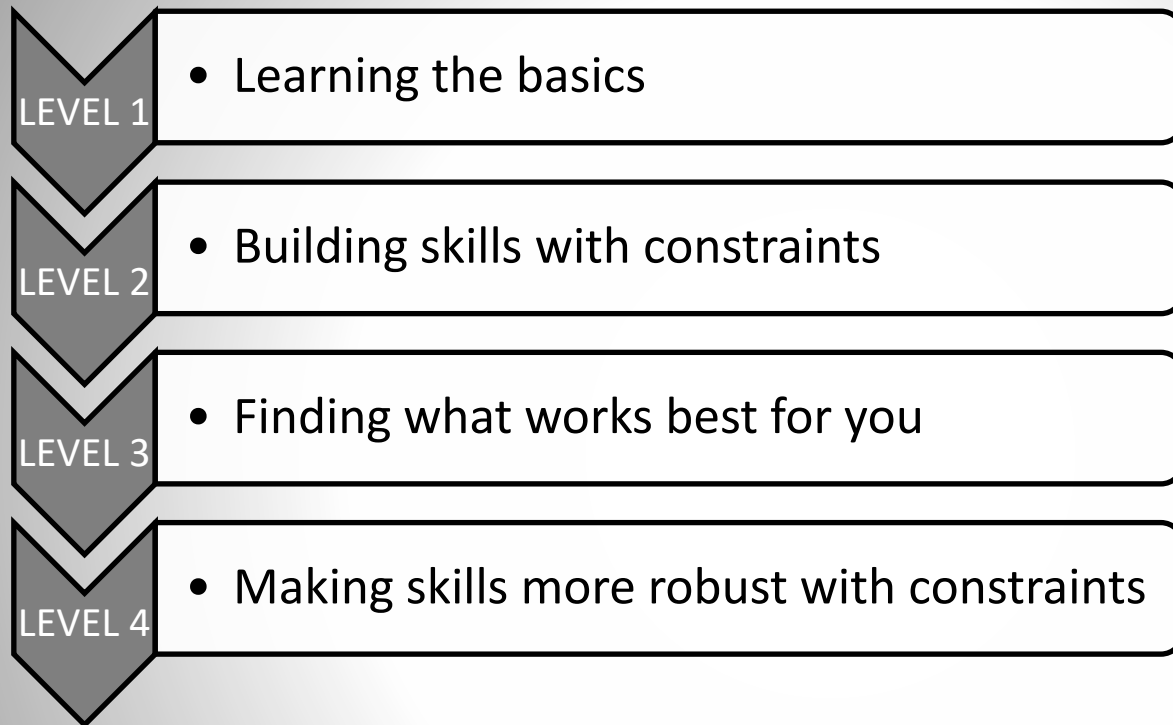 LEVEL 1
• Learning the basics
LEVEL 2
• Building skills with constraints
LEVEL 3
• Finding what works best for you
LEVEL 4
• Making skills more robust with constraints